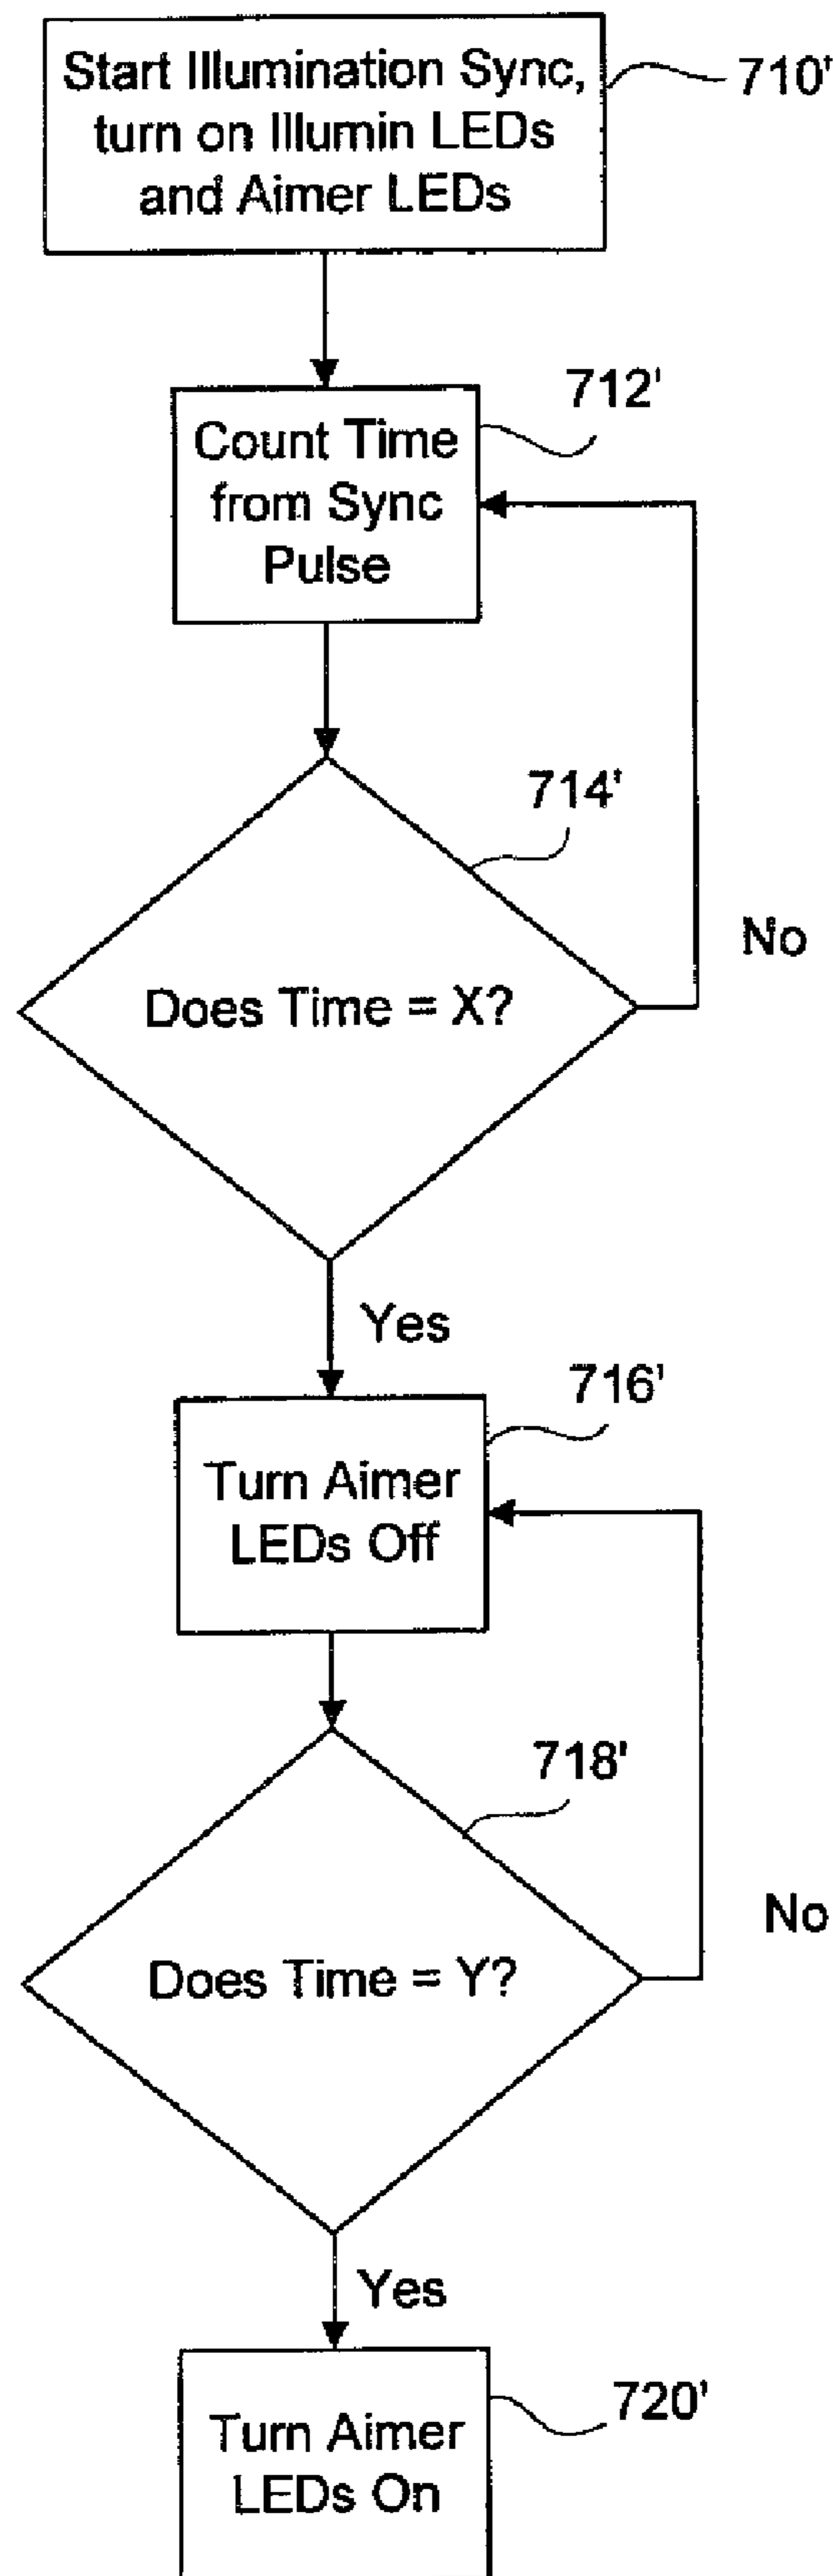 Start Illumination Sync,
turn on Illumin LEDs
and Aimer LEDs
710'
712'
Count Time
from Sync
Pulse
714'
No
Does Time = X?
Yes
716'
Turn Aimer
LEDs Off
718'
No
Does Time = Y?
Yes
720'
Turn Aimer
LEDs On